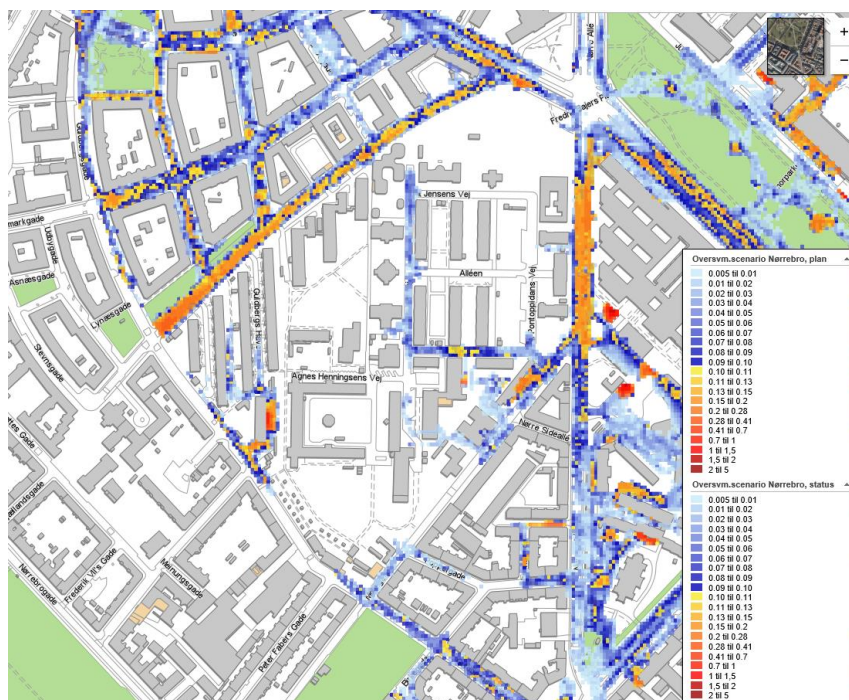 +
−
Jensens Vej
Alléen
Pontoppidans Vej
Guldbergs Have
Agnes Henningsens Vej
Nørre Sideallé
Udbygade
Asnæsgade
Lynæsgade
Stevnsgade
Meinungsgade
Frederik VII's Gade
Nørrebrogade
Peter Fabers Gade
Oversvm.scenario Nørrebro, plan
0.005 til 0.01
0.01 til 0.02
0.02 til 0.03
0.03 til 0.04
0.04 til 0.05
0.05 til 0.06
0.06 til 0.07
0.07 til 0.08
0.08 til 0.09
0.09 til 0.10
0.10 til 0.11
0.11 til 0.13
0.13 til 0.15
0.15 til 0.2
0.2 til 0.28
0.28 til 0.41
0.41 til 0.7
0.7 til 1
1 til 1,5
1,5 til 2
2 til 5
Oversvm.scenario Nørrebro, status
0.005 til 0.01
0.01 til 0.02
0.02 til 0.03
0.03 til 0.04
0.04 til 0.05
0.05 til 0.06
0.06 til 0.07
0.07 til 0.08
0.08 til 0.09
0.09 til 0.10
0.10 til 0.11
0.11 til 0.13
0.13 til 0.15
0.15 til 0.2
0.2 til 0.28
0.28 til 0.41
0.41 til 0.7
0.7 til 1
1 til 1,5
1,5 til 2
2 til 5